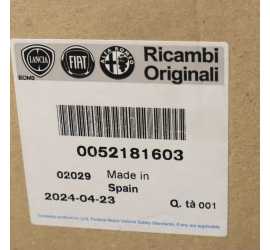 LANCIA FIAT ALFA ROMEO Ricambi
Originali
0052181603
02029 Made in
Spain
2024-04-23 Q. tà 001